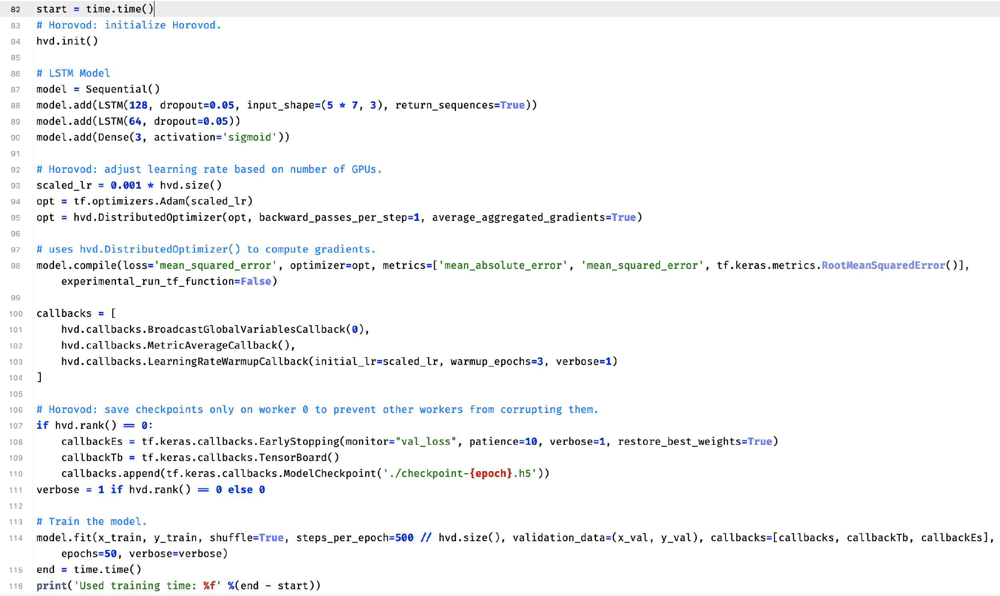 82 start = time.time()
83 # Horovod: initialize Horovod.
84 hvd.init()
85
86 # LSTM Model
87 model = Sequential()
88 model.add(LSTM(128, dropout=0.05, input_shape=(5 * 7, 3), return_sequences=True))
89 model.add(LSTM(64, dropout=0.05))
90 model.add(Dense(3, activation='sigmoid'))
91
92 # Horovod: adjust learning rate based on number of GPUs.
93 scaled_lr = 0.001 * hvd.size()
94 opt = tf.optimizers.Adam(scaled_lr)
95 opt = hvd.DistributedOptimizer(opt, backward_passes_per_step=1, average_aggregated_gradients=True)
96
97 # uses hvd.DistributedOptimizer() to compute gradients.
98 model.compile(loss='mean_squared_error', optimizer=opt, metrics=['mean_absolute_error', 'mean_squared_error', tf.keras.metrics.RootMeanSquaredError()],
experimental_run_tf_function=False)
99
100 callbacks = [
101 hvd.callbacks.BroadcastGlobalVariablesCallback(0),
102 hvd.callbacks.MetricAverageCallback(),
103 hvd.callbacks.LearningRateWarmupCallback(initial_lr=scaled_lr, warmup_epochs=3, verbose=1)
104 ]
105
106 # Horovod: save checkpoints only on worker 0 to prevent other workers from corrupting them.
107 if hvd.rank() == 0:
108 callbackEs = tf.keras.callbacks.EarlyStopping(monitor="val_loss", patience=10, verbose=1, restore_best_weights=True)
109 callbackTb = tf.keras.callbacks.TensorBoard()
110 callbacks.append(tf.keras.callbacks.ModelCheckpoint('./checkpoint-{epoch}.h5'))
111 verbose = 1 if hvd.rank() == 0 else 0
112
113 # Train the model.
114 model.fit(x_train, y_train, shuffle=True, steps_per_epoch=500 // hvd.size(), validation_data=(x_val, y_val), callbacks=[callbacks, callbackTb, callbackEs],
epochs=50, verbose=verbose)
115 end = time.time()
116 print('Used training time: %f' %(end - start))